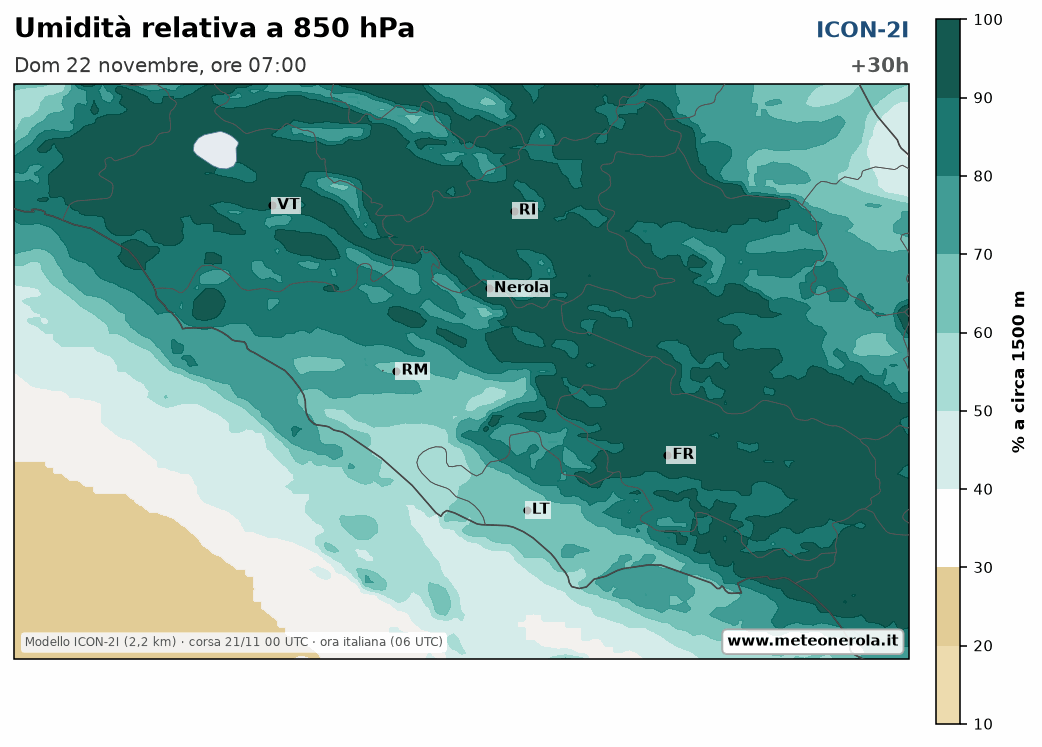 Umidità relativa a 850 hPa
ICON-2I
Dom 22 novembre, ore 07:00
+30h
VT
RI
Nerola
RM
FR
LT
Modello ICON-2I (2,2 km) · corsa 21/11 00 UTC · ora italiana (06 UTC)
www.meteonerola.it
100
90
80
70
60
50
40
30
20
10
% a circa 1500 m